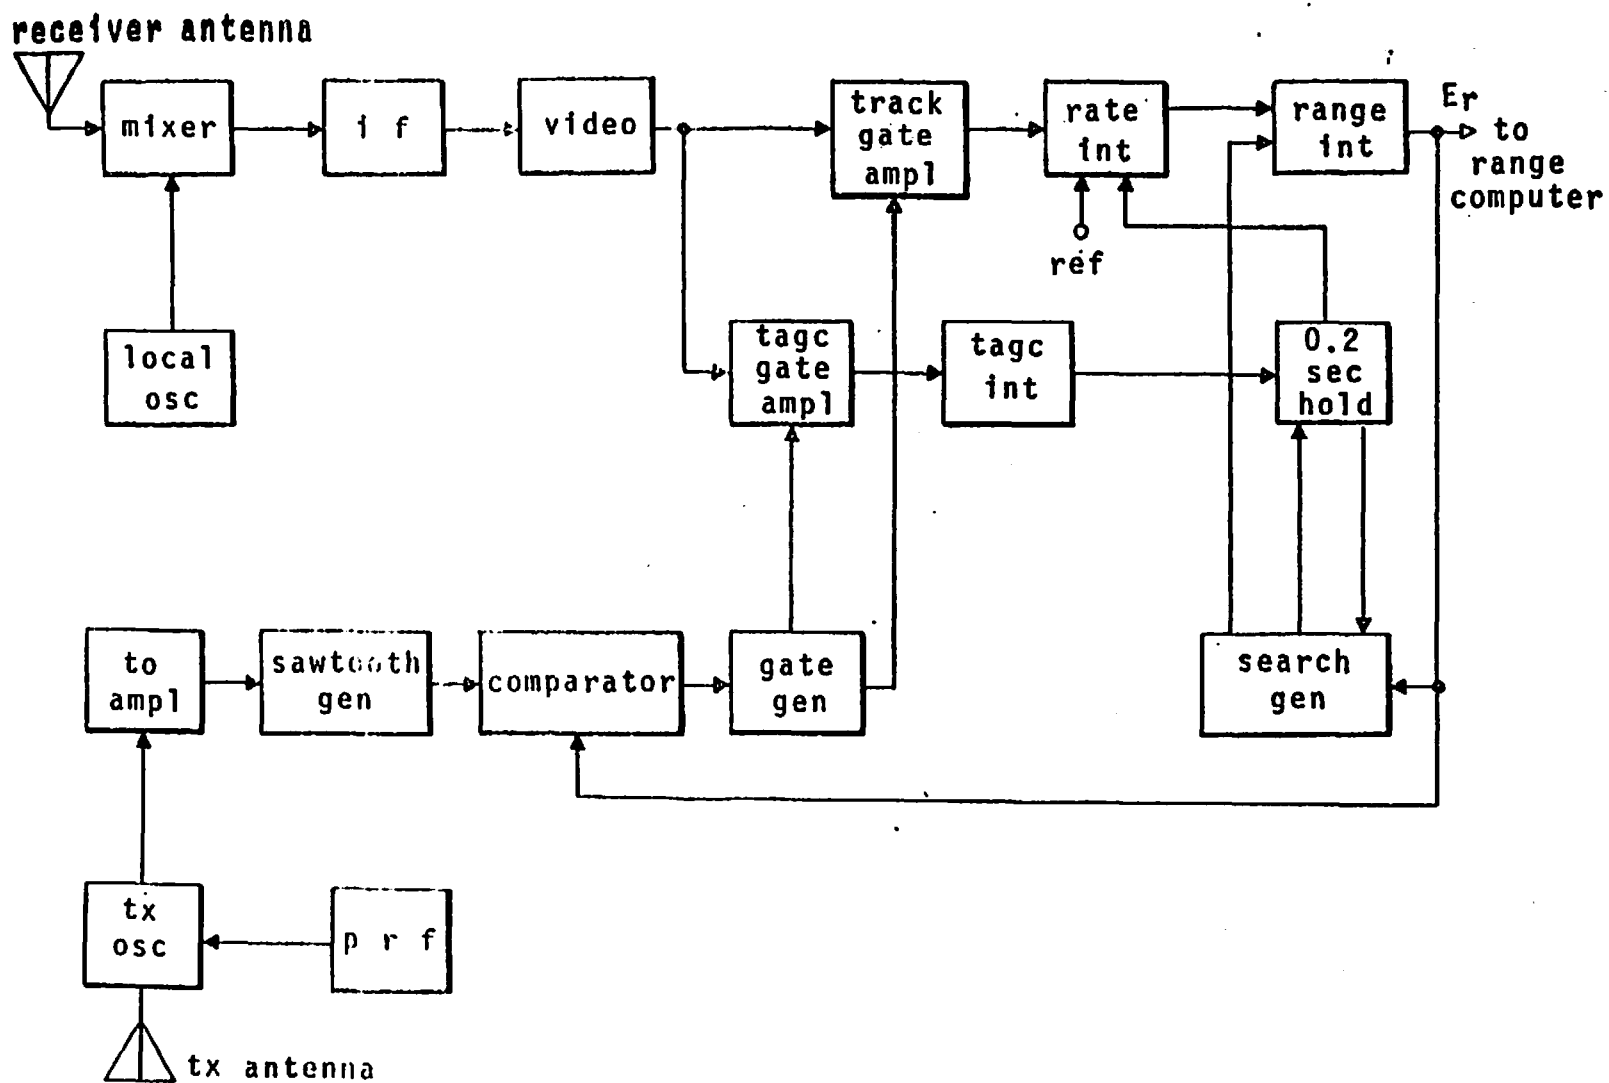 receiver antenna
mixer
i f
video
track
gate
ampl
rate
int
range
int
Er
to
range
computer
ref
local
osc
tagc
gate
ampl
tagc
int
0.2
sec
hold
to
ampl
sawtooth
gen
comparator
gate
gen
search
gen
tx
osc
p r f
tx antenna